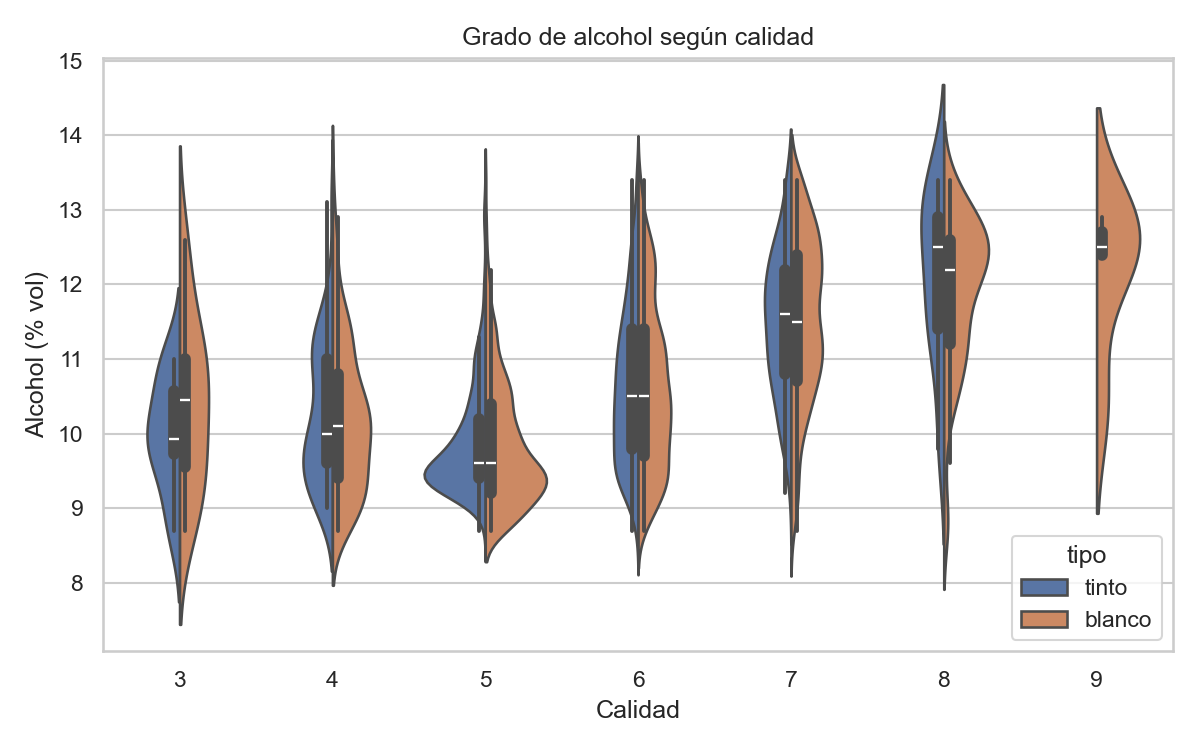 Grado de alcohol según calidad
Alcohol (% vol)
15
14
13
12
11
10
9
8
3 4 5 6 7 8 9
Calidad
tipo
tinto
blanco